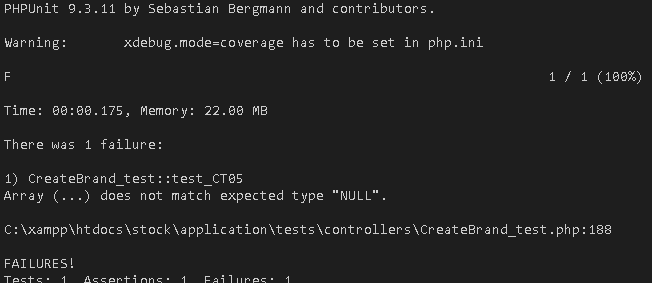 PHPUnit 9.3.11 by Sebastian Bergmann and contributors.
Warning:       xdebug.mode=coverage has to be set in php.ini
F                                                                   1 / 1 (100%)
Time: 00:00.175, Memory: 22.00 MB
There was 1 failure:
1) CreateBrand_test::test_CT05
Array (...) does not match expected type "NULL".
C:\xampp\htdocs\stock\application\tests\controllers\CreateBrand_test.php:188
FAILURES!
Tests: 1, Assertions: 1, Failures: 1